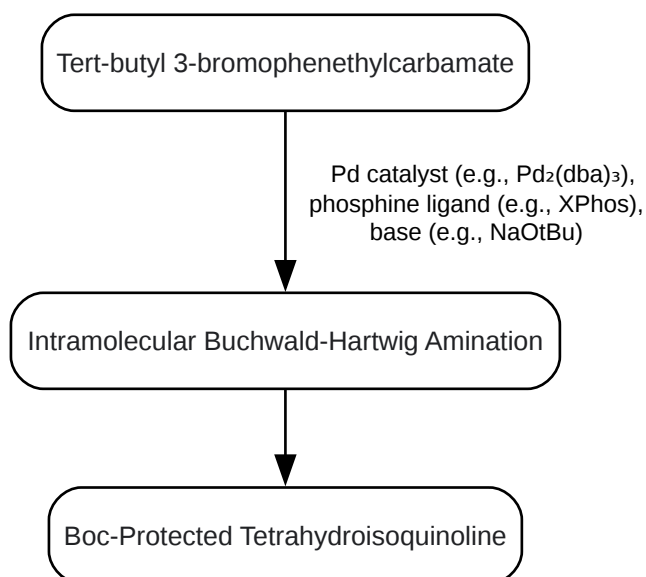 Tert-butyl 3-bromophenethylcarbamate
Pd catalyst (e.g., Pd₂(dba)₃),
phosphine ligand (e.g., XPhos),
base (e.g., NaOtBu)
Intramolecular Buchwald-Hartwig Amination
Boc-Protected Tetrahydroisoquinoline